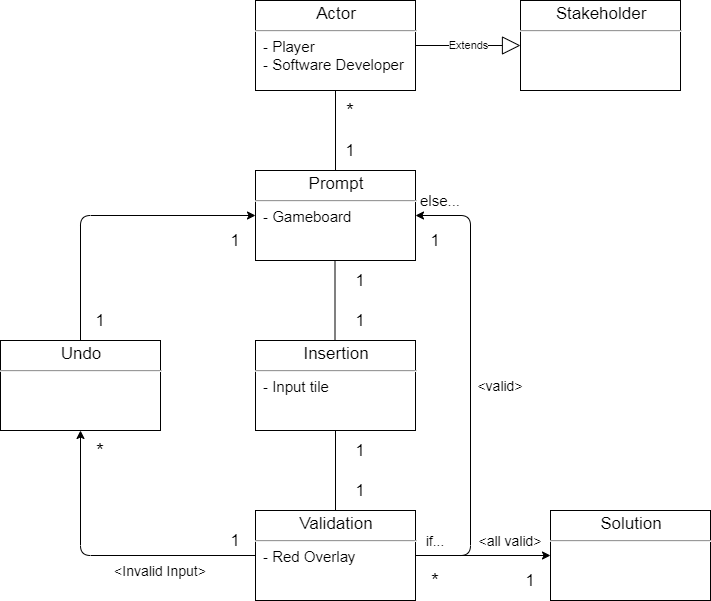 Actor
- Player
- Software Developer
Extends
Stakeholder
*
1
Prompt
- Gameboard
else...
1
1
1
1
1
Undo
Insertion
- Input tile
<valid>
*
1
1
1
Validation
- Red Overlay
if...
<all valid>
Solution
<Invalid Input>
*
1